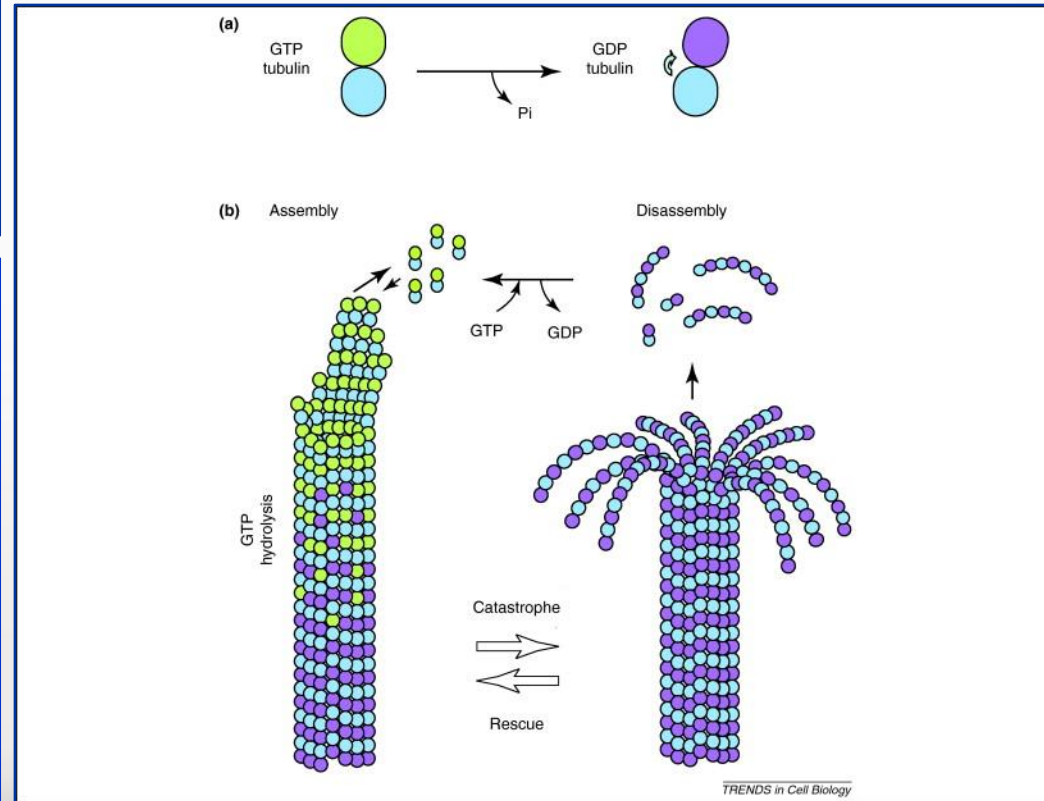 (a)
GTP
tubulin
Pi
GDP
tubulin
(b) Assembly
Disassembly
GTP
GDP
GTP
hydrolysis
Catastrophe
Rescue
TRENDS in Cell Biology